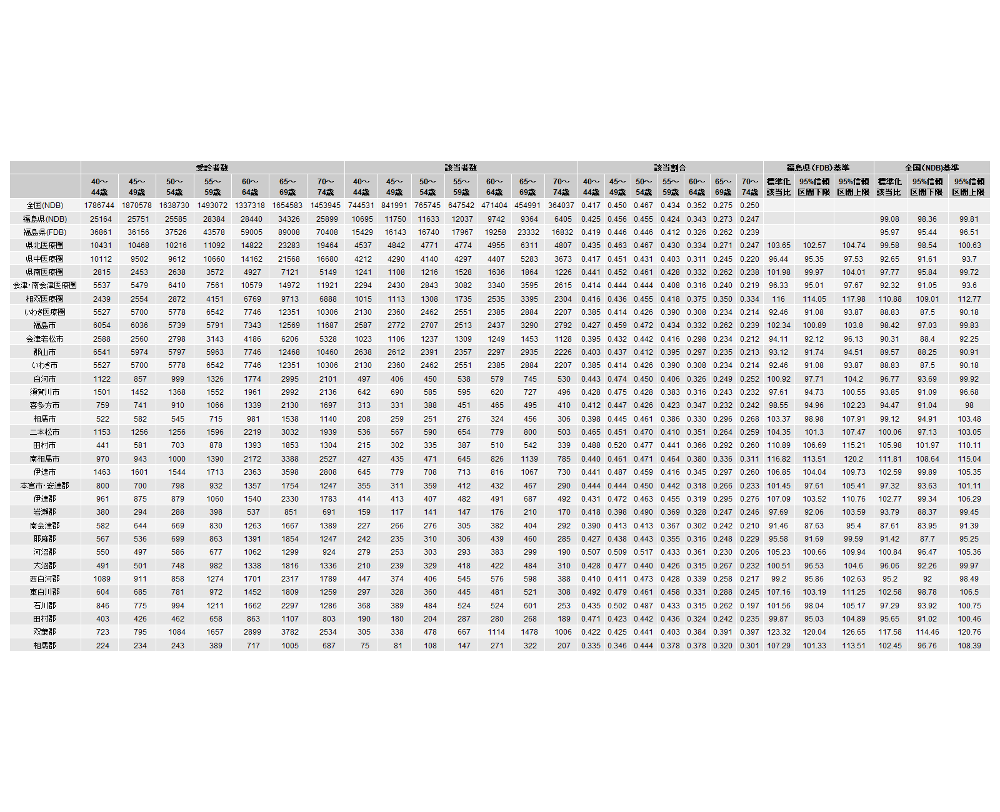 受診者数 該当者数 該当割合 福島県（FDB）基準 全国（NDB)基準
40～ 45～ 50～ 55～ 60～ 65～ 70～ 40～ 45～ 50～ 55～ 60～ 65～ 70～ 40～ 45～ 50～ 55～ 60～ 65～ 70～ 標準化 95%信頼 95%信頼 標準化 95%信頼 95%信頼
44歳 49歳 54歳 59歳 64歳 69歳 74歳 44歳 49歳 54歳 59歳 64歳 69歳 74歳 44歳 49歳 54歳 59歳 64歳 69歳 74歳 該当比 区間下限 区間上限 該当比 区間下限 区間上限
全国(NDB) 1786744 1870578 1638730 1493072 1337318 1654583 1453945 744531 841991 765745 647542 471404 454991 364037 0.417 0.450 0.467 0.434 0.352 0.275 0.250
福島県(NDB) 25164 25751 25585 28384 28440 34326 25899 10695 11750 11633 12037 9742 9364 6405 0.425 0.456 0.455 0.424 0.343 0.273 0.247 99.08 98.36 99.81
福島県(FDB) 36861 36156 37526 43578 59005 89008 70408 15429 16143 16740 17967 19258 23332 16832 0.419 0.446 0.446 0.412 0.326 0.262 0.239 95.97 95.44 96.51
県北医療圏 10431 10468 10216 11092 14822 23283 19464 4537 4842 4771 4774 4955 6311 4807 0.435 0.463 0.467 0.430 0.334 0.271 0.247 103.65 102.57 104.74 99.58 98.54 100.63
県中医療圏 10112 9502 9612 10660 14162 21568 16680 4212 4290 4140 4297 4407 5283 3673 0.417 0.451 0.431 0.403 0.311 0.245 0.220 96.44 95.35 97.53 92.65 91.61 93.7
県南医療圏 2815 2453 2638 3572 4927 7121 5149 1241 1108 1216 1528 1636 1864 1226 0.441 0.452 0.461 0.428 0.332 0.262 0.238 101.98 99.97 104.01 97.77 95.84 99.72
会津・南会津医療圏 5537 5479 6410 7561 10579 14972 11921 2294 2430 2843 3082 3340 3595 2615 0.414 0.444 0.444 0.408 0.316 0.240 0.219 96.33 95.01 97.67 92.32 91.05 93.6
相双医療圏 2439 2554 2872 4151 6769 9713 6888 1015 1113 1308 1735 2535 3395 2304 0.416 0.436 0.455 0.418 0.375 0.350 0.334 116 114.05 117.98 110.88 109.01 112.77
いわき医療圏 5527 5700 5778 6542 7746 12351 10306 2130 2360 2462 2551 2385 2884 2207 0.385 0.414 0.426 0.390 0.308 0.234 0.214 92.46 91.08 93.87 88.83 87.5 90.18
福島市 6054 6036 5739 5791 7343 12569 11687 2587 2772 2707 2513 2437 3290 2792 0.427 0.459 0.472 0.434 0.332 0.262 0.239 102.34 100.89 103.8 98.42 97.03 99.83
会津若松市 2588 2560 2798 3143 4186 6206 5328 1023 1106 1237 1309 1249 1453 1128 0.395 0.432 0.442 0.416 0.298 0.234 0.212 94.11 92.12 96.13 90.31 88.4 92.25
郡山市 6541 5974 5797 5963 7746 12468 10460 2638 2612 2391 2357 2297 2935 2226 0.403 0.437 0.412 0.395 0.297 0.235 0.213 93.12 91.74 94.51 89.57 88.25 90.91
いわき市 5527 5700 5778 6542 7746 12351 10306 2130 2360 2462 2551 2385 2884 2207 0.385 0.414 0.426 0.390 0.308 0.234 0.214 92.46 91.08 93.87 88.83 87.5 90.18
白河市 1122 857 999 1326 1774 2995 2101 497 406 450 538 579 745 530 0.443 0.474 0.450 0.406 0.326 0.249 0.252 100.92 97.71 104.2 96.77 93.69 99.92
須賀川市 1501 1452 1368 1552 1961 2992 2136 642 690 585 595 620 727 496 0.428 0.475 0.428 0.383 0.316 0.243 0.232 97.61 94.73 100.55 93.85 91.09 96.68
喜多方市 759 741 910 1066 1339 2130 1697 313 331 388 451 465 495 410 0.412 0.447 0.426 0.423 0.347 0.232 0.242 98.55 94.96 102.23 94.47 91.04 98
相馬市 522 582 545 715 981 1538 1140 208 259 251 276 324 456 306 0.398 0.445 0.461 0.386 0.330 0.296 0.268 103.37 98.98 107.91 99.12 94.91 103.48
二本松市 1153 1256 1256 1596 2219 3032 1939 536 567 590 654 779 800 503 0.465 0.451 0.470 0.410 0.351 0.264 0.259 104.35 101.3 107.47 100.06 97.13 103.05
田村市 441 581 703 878 1393 1853 1304 215 302 335 387 510 542 339 0.488 0.520 0.477 0.441 0.366 0.292 0.260 110.89 106.69 115.21 105.98 101.97 110.11
南相馬市 970 943 1000 1390 2172 3388 2527 427 435 471 645 826 1139 785 0.440 0.461 0.471 0.464 0.380 0.336 0.311 116.82 113.51 120.2 111.81 108.64 115.04
伊達市 1463 1601 1544 1713 2363 3598 2808 645 779 708 713 816 1067 730 0.441 0.487 0.459 0.416 0.345 0.297 0.260 106.85 104.04 109.73 102.59 99.89 105.35
本宮市・安達郡 800 700 798 932 1357 1754 1247 355 311 359 412 432 467 290 0.444 0.444 0.450 0.442 0.318 0.266 0.233 101.45 97.61 105.41 97.32 93.63 101.11
伊達郡 961 875 879 1060 1540 2330 1783 414 413 407 482 491 687 492 0.431 0.472 0.463 0.455 0.319 0.295 0.276 107.09 103.52 110.76 102.77 99.34 106.29
岩瀬郡 380 294 288 398 537 851 691 159 117 141 147 176 210 170 0.418 0.398 0.490 0.369 0.328 0.247 0.246 97.69 92.06 103.59 93.79 88.37 99.45
南会津郡 582 644 669 830 1263 1667 1389 227 266 276 305 382 404 292 0.390 0.413 0.413 0.367 0.302 0.242 0.210 91.46 87.63 95.4 87.61 83.95 91.39
耶麻郡 567 536 699 863 1391 1854 1247 242 235 310 306 439 460 285 0.427 0.438 0.443 0.355 0.316 0.248 0.229 95.58 91.69 99.59 91.42 87.7 95.25
河沼郡 550 497 586 677 1062 1299 924 279 253 303 293 383 299 190 0.507 0.509 0.517 0.433 0.361 0.230 0.206 105.23 100.66 109.94 100.84 96.47 105.36
大沼郡 491 501 748 982 1338 1816 1336 210 239 329 418 422 484 310 0.428 0.477 0.440 0.426 0.315 0.267 0.232 100.51 96.53 104.6 96.06 92.26 99.97
西白河郡 1089 911 858 1274 1701 2317 1789 447 374 406 545 576 598 388 0.410 0.411 0.473 0.428 0.339 0.258 0.217 99.2 95.86 102.63 95.2 92 98.49
東白川郡 604 685 781 972 1452 1809 1259 297 328 360 445 481 521 308 0.492 0.479 0.461 0.458 0.331 0.288 0.245 107.16 103.19 111.25 102.58 98.78 106.5
石川郡 846 775 994 1211 1662 2297 1286 368 389 484 524 524 601 253 0.435 0.502 0.487 0.433 0.315 0.262 0.197 101.56 98.04 105.17 97.29 93.92 100.75
田村郡 403 426 462 658 863 1107 803 190 180 204 287 280 268 189 0.471 0.423 0.442 0.436 0.324 0.242 0.235 99.87 95.03 104.89 95.65 91.02 100.46
双葉郡 723 795 1084 1657 2899 3782 2534 305 338 478 667 1114 1478 1006 0.422 0.425 0.441 0.403 0.384 0.391 0.397 123.32 120.04 126.65 117.58 114.46 120.76
相馬郡 224 234 243 389 717 1005 687 75 81 108 147 271 322 207 0.335 0.346 0.444 0.378 0.378 0.320 0.301 107.29 101.33 113.51 102.45 96.76 108.39